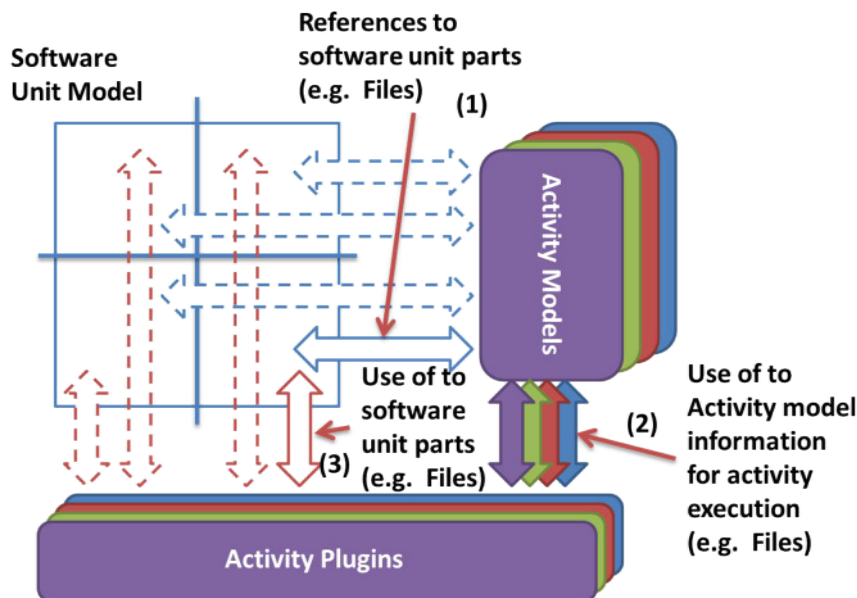 Software
Unit Model
References to
software unit parts
(e.g. Files)
(1)
Activity Models
Use of to
software
unit parts
(e.g. Files)
(3)
(2)
Use of to
Activity model
information
for activity
execution
(e.g. Files)
Activity Plugins